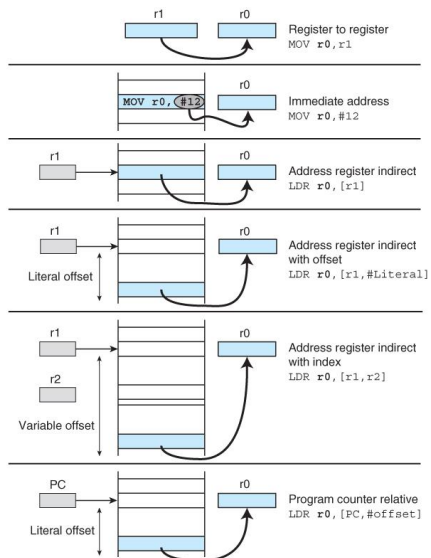 r1
r0
Register to register
MOV r0,r1
MOV r0, #12
r0
Immediate address
MOV r0,#12
r1
r0
Address register indirect
LDR r0,[r1]
r1
Literal offset
r0
Address register indirect
with offset
LDR r0,[r1,#Literal]
r1
r2
Variable offset
r0
Address register indirect
with index
LDR r0,[r1,r2]
PC
Literal offset
r0
Program counter relative
LDR r0,[PC,#offset]